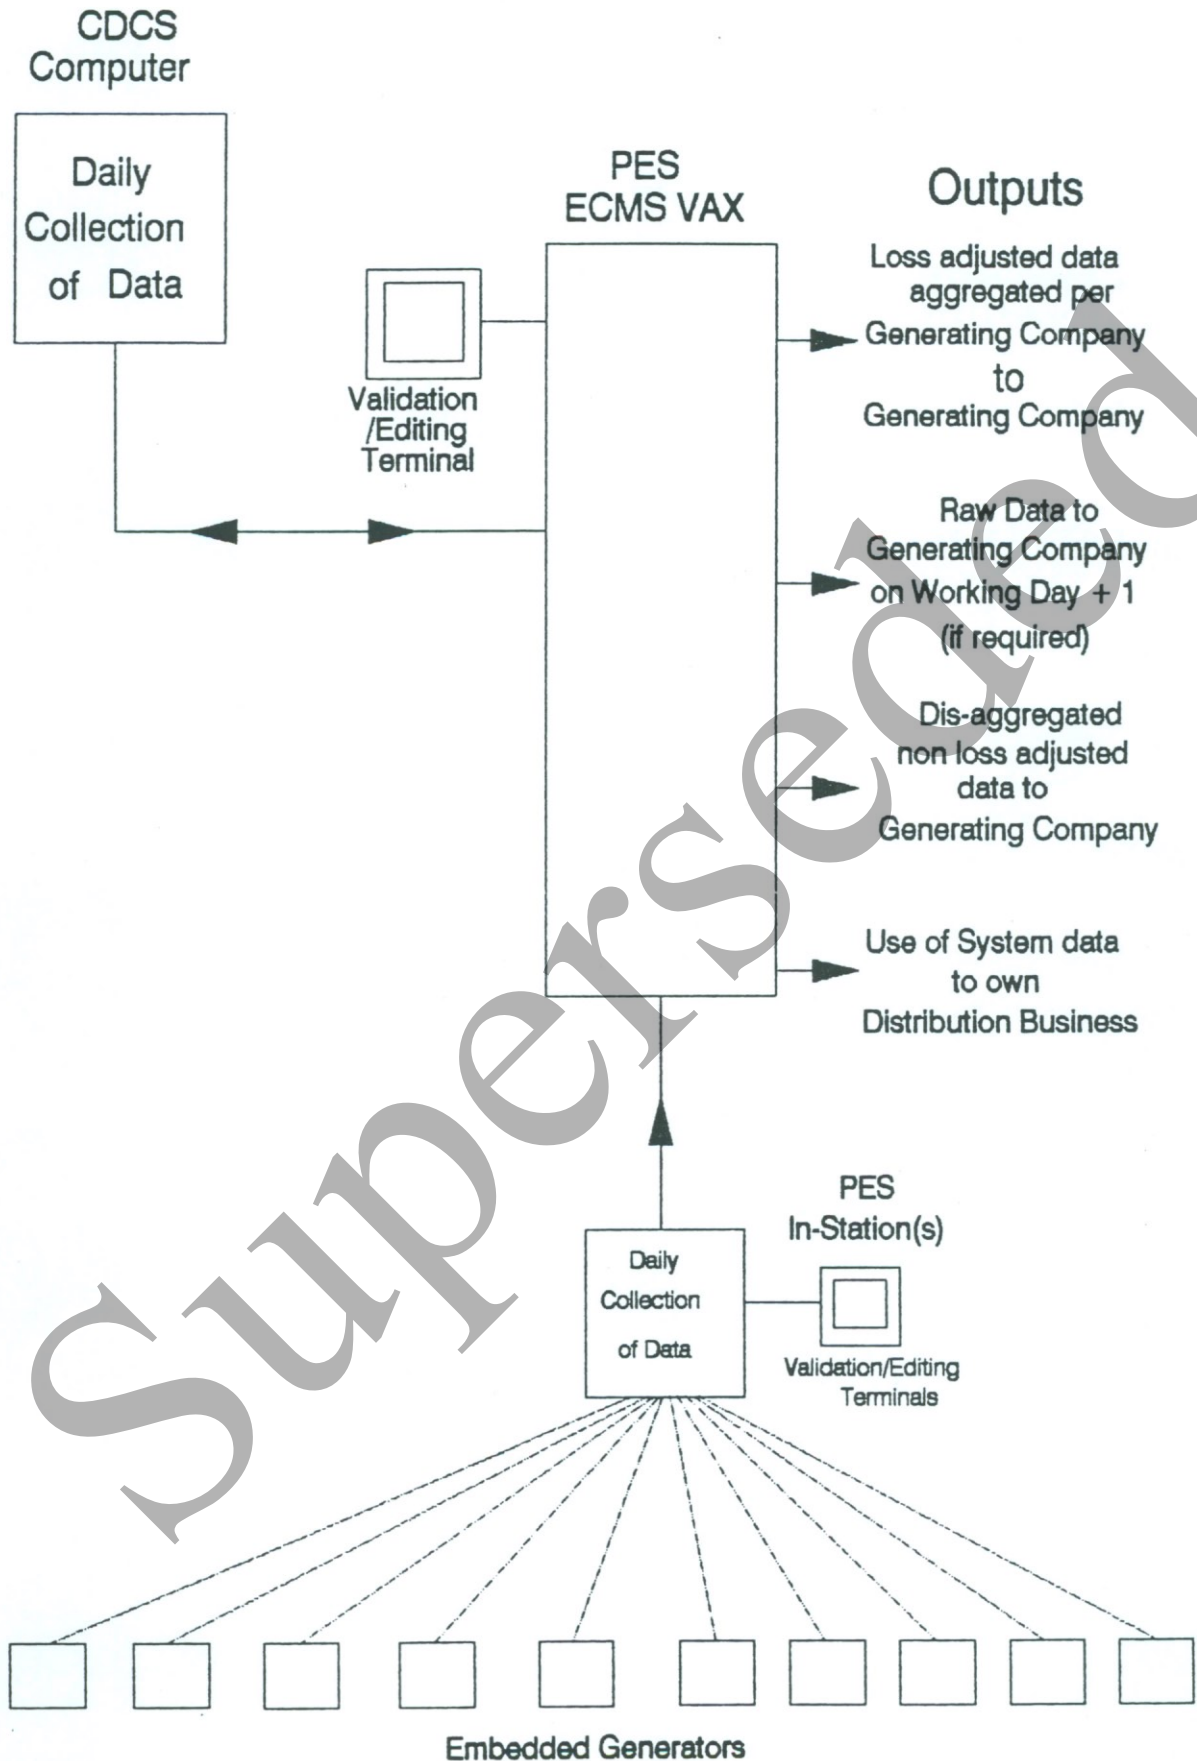 CDCS
Computer
Daily
Collection
of Data
PES
ECMS VAX
Validation
/Editing
Terminal
Outputs
Loss adjusted data
aggregated per
Generating Company
to
Generating Company
Raw Data to
Generating Company
on Working Day + 1
(if required)
Dis-aggregated
non loss adjusted
data to
Generating Company
Use of System data
to own
Distribution Business
PES
In-Station(s)
Daily
Collection
of Data
Validation/Editing
Terminals
Embedded Generators
Superseded